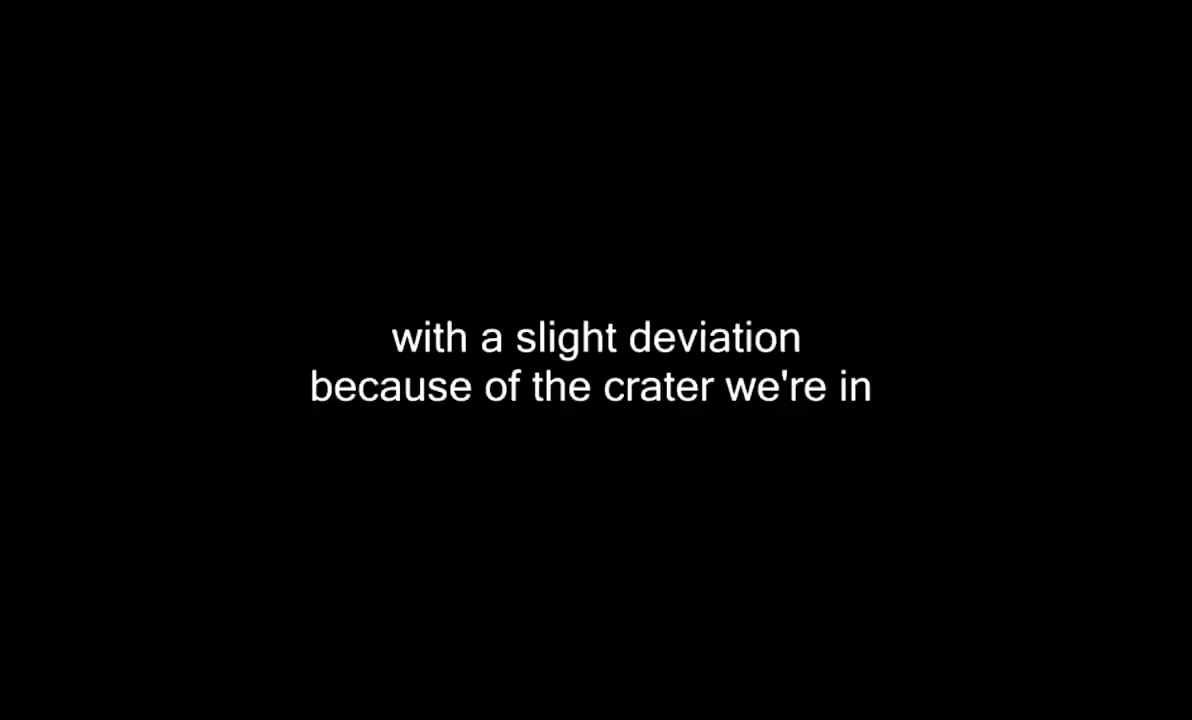 with a slight deviation
because of the crater we're in